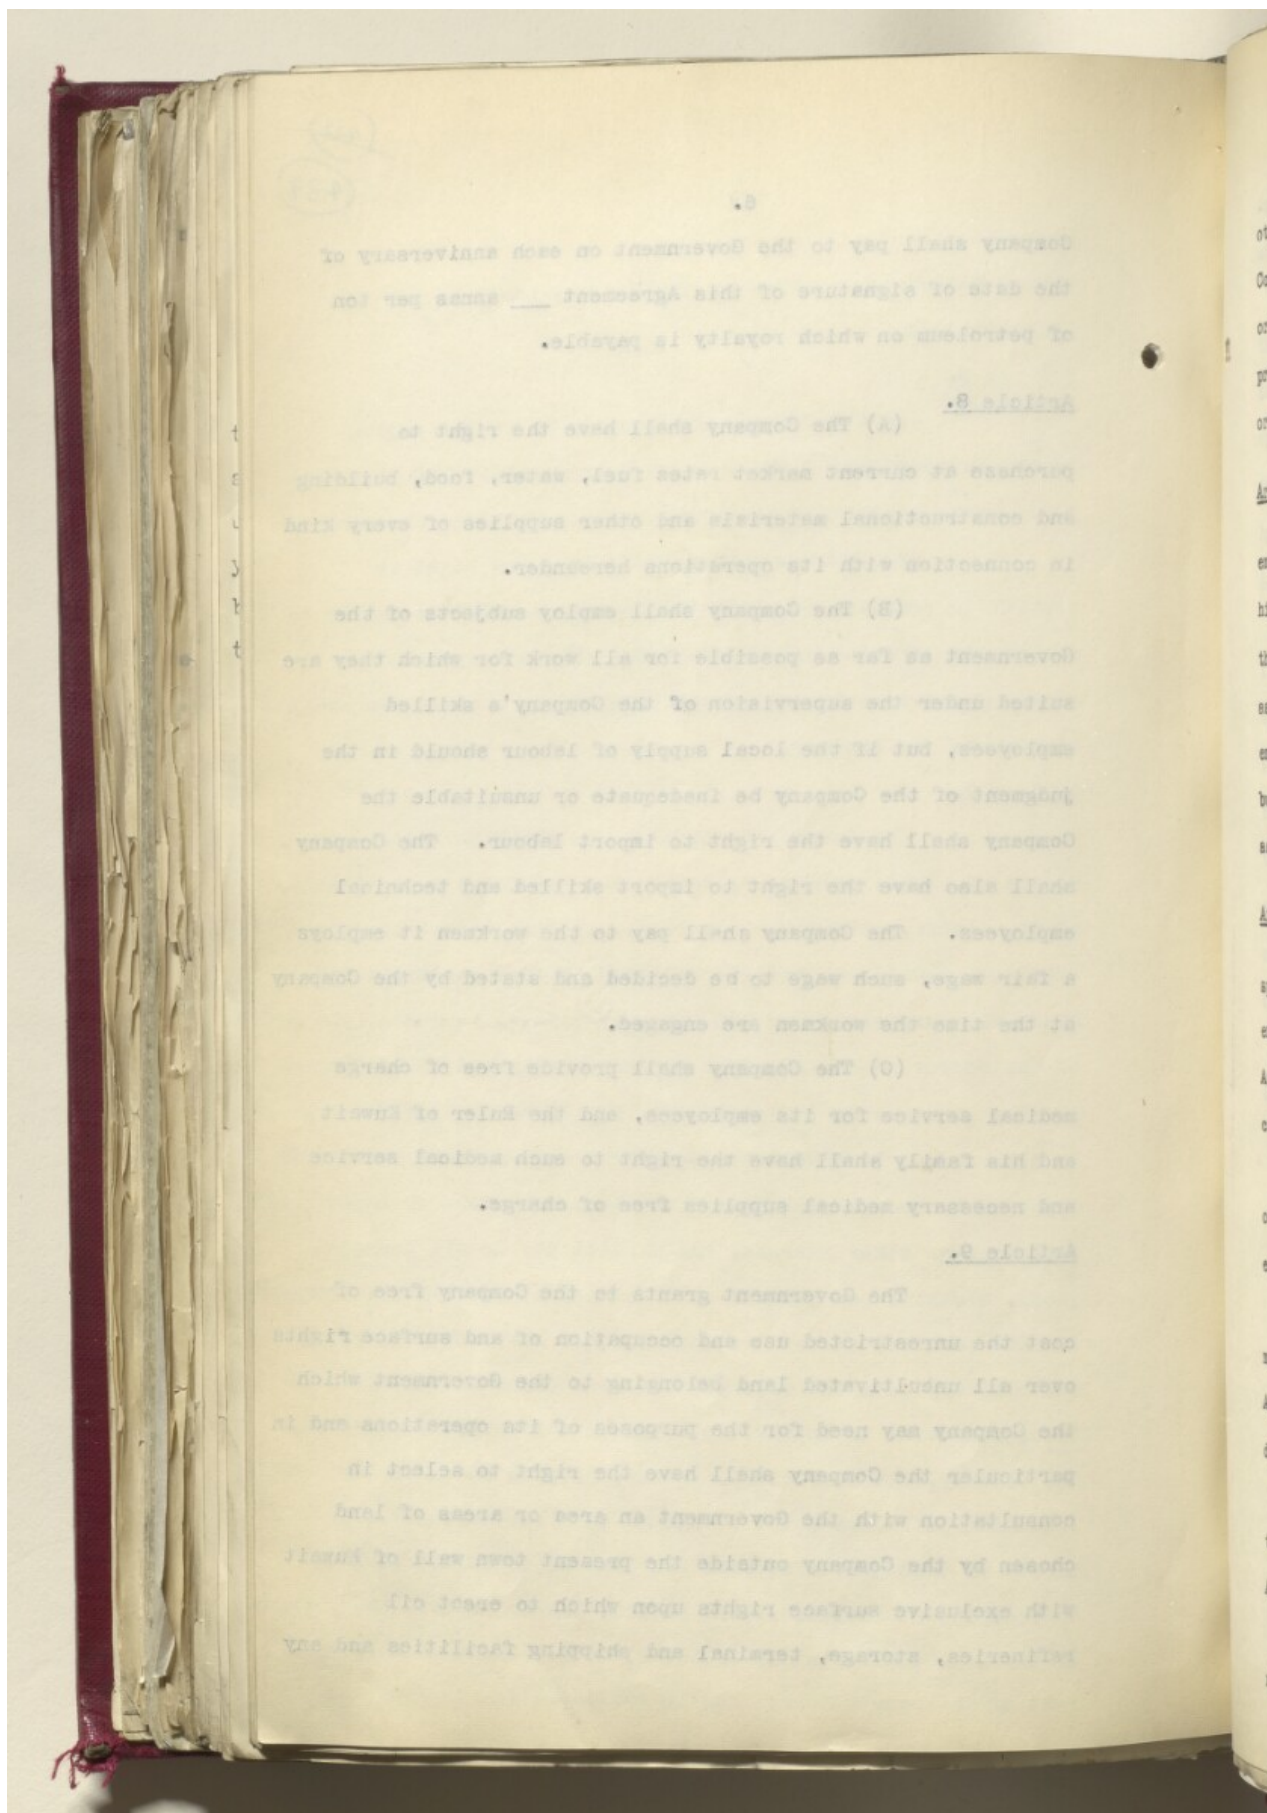 6.
Company shall pay to the Government on each anniversary of
the date of signature of this Agreement ___ annas per ton
of petroleum on which royalty is payable.
Article 8.
(A) The Company shall have the right to
purchase at current market rates fuel, water, food, building
and constructional materials and other supplies of every kind
in connection with its operations hereunder.
(B) The Company shall employ subjects of the
Government as far as possible for all work for which they are
suited under the supervision of the Company's skilled
employees, but if the local supply of labour should in the
judgment of the Company be inadequate or unsuitable the
Company shall have the right to import labour. The Company
shall also have the right to import skilled and technical
employees. The Company shall pay to the workmen it employs
a fair wage, such wage to be decided and stated by the Company
at the time the workmen are engaged.
(C) The Company shall provide free of charge
medical service for its employees, and the Ruler of Kuwait
and his family shall have the right to such medical service
and necessary medical supplies free of charge.
Article 9.
The Government grants to the Company free of
cost the unrestricted use and occupation of and surface rights
over all uncultivated land belonging to the Government which
the Company may need for the purposes of its operations and in
particular the Company shall have the right to select in
consultation with the Government an area or areas of land
chosen by the Company outside the present town wall of Kuwait
with exclusive surface rights upon which to erect oil
refineries, storage, terminal and shipping facilities and any